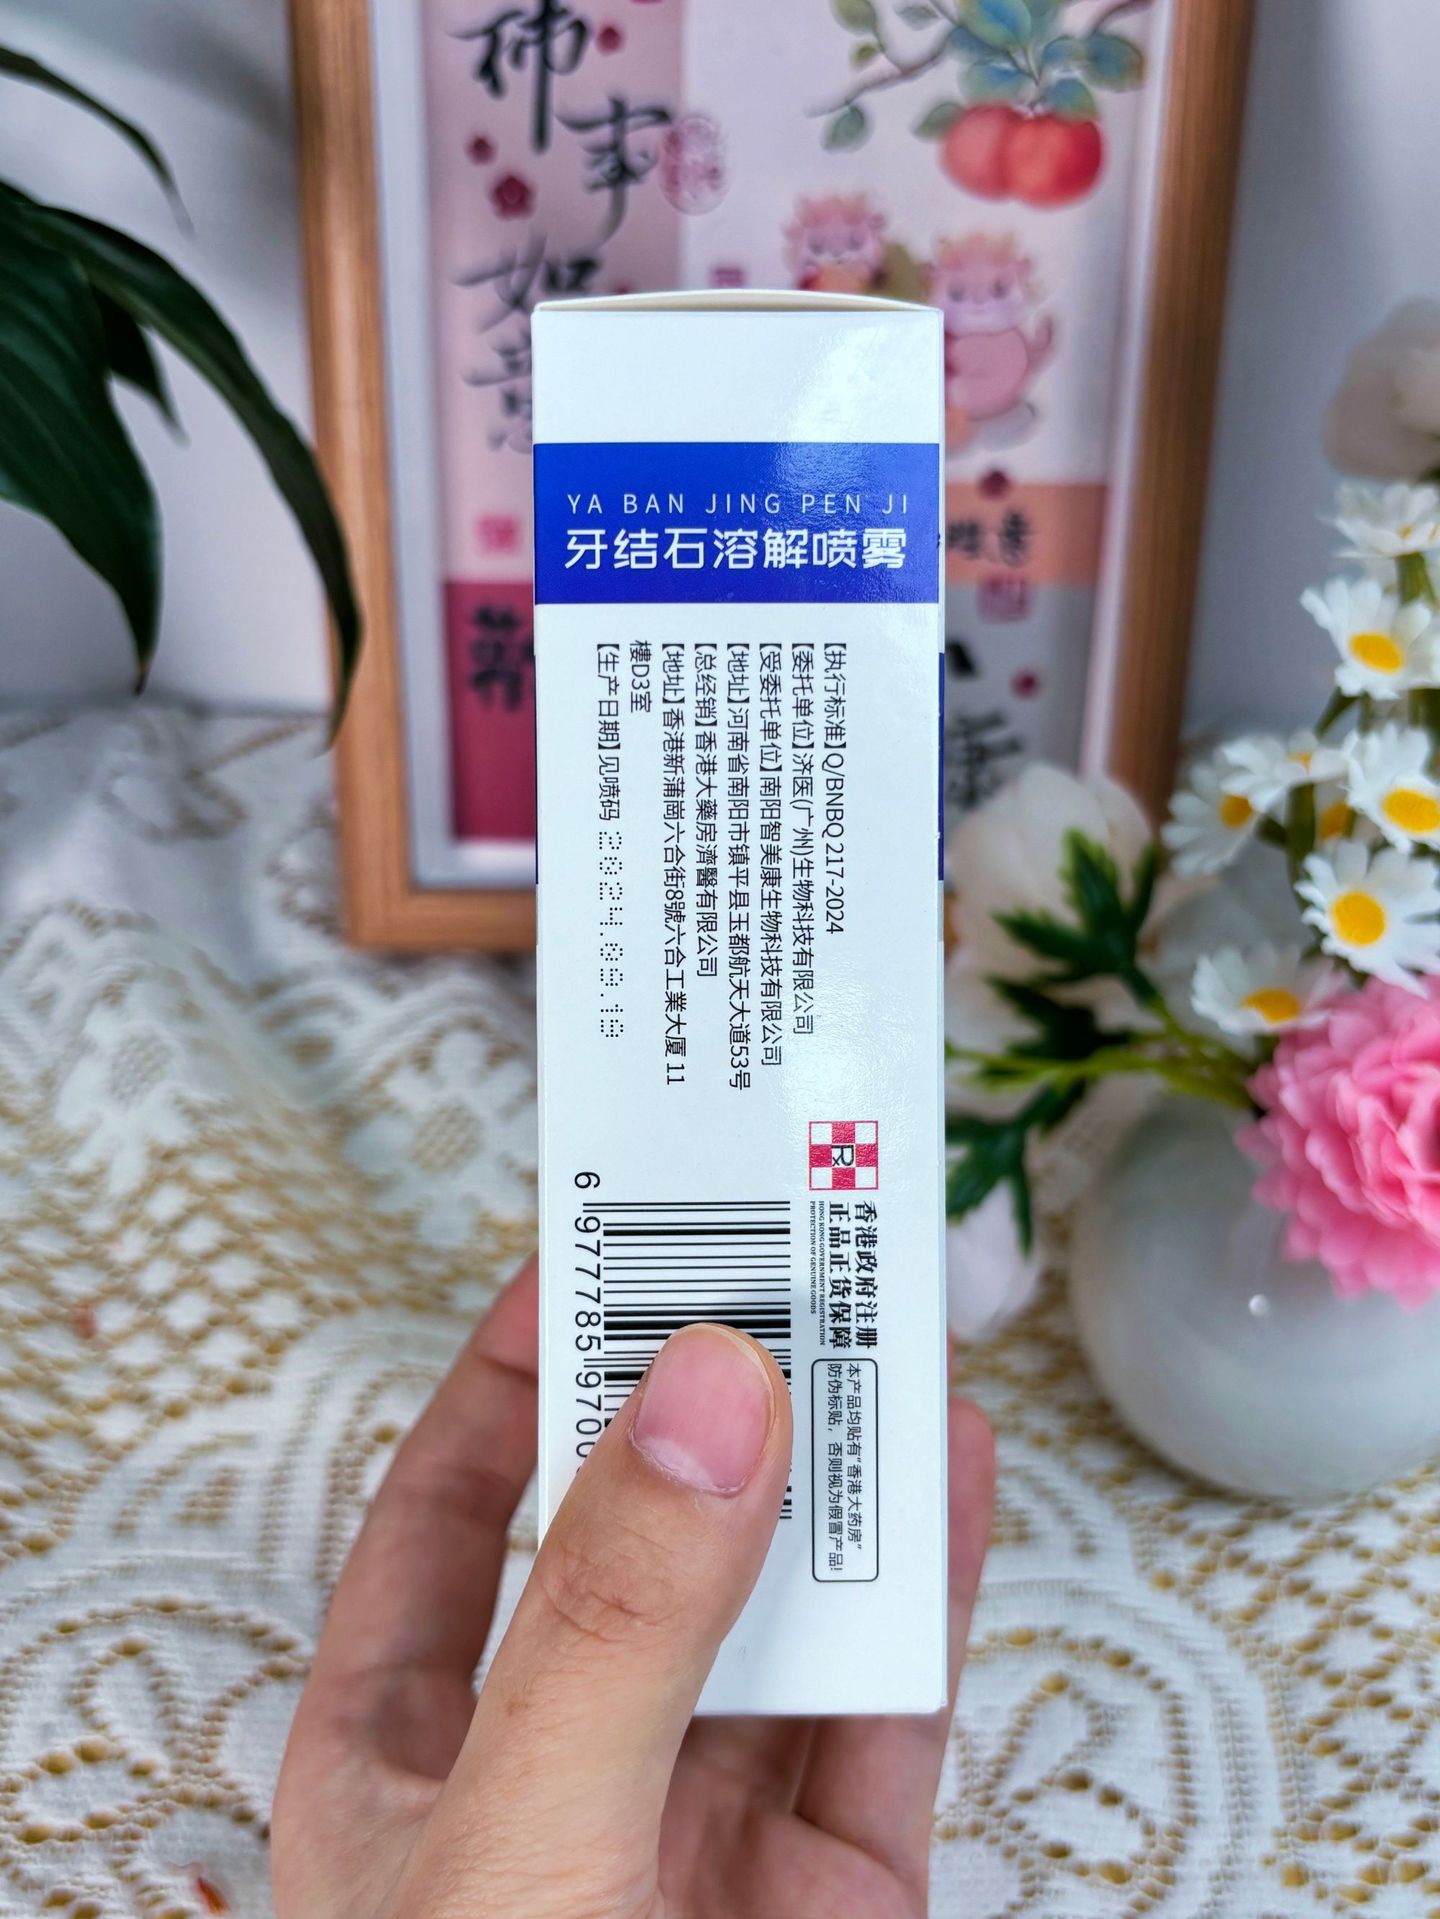 YA BAN JING PEN JI
牙结石溶解喷雾
【执行标准】Q/BNBQ 217-2024
【委托单位】济医(广州)生物科技有限公司
【受委托单位】南阳智美康生物科技有限公司
【地址】河南省南阳市镇平县玉都航天大道53号
【总经销】香港大藥房濟醫有限公司
【地址】香港新蒲崗六合街8號六合工業大廈 11
樓D3室
【生产日期】见喷码 2024.09.19
Rx
香港政府注册
正品正货保障
HONG KONG GOVERNMENT REGISTRATION
PROTECTION OF GENUINE GOODS
本产品均贴有“香港大药房”
防伪标贴，否则视为假冒产品!
6 977785 9700
事
如
意